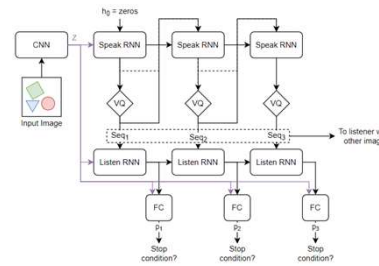 h₀ = zeros
CNN
z
Speak RNN
Speak RNN
Speak RNN
VQ
VQ
VQ
Input Image
Seq₁
Seq₂
Seq₃
To listener
other
Listen RNN
Listen RNN
Listen RNN
FC
FC
FC
p₁
p₂
p₃
Stop
condition?
Stop
condition?
Stop
condition?